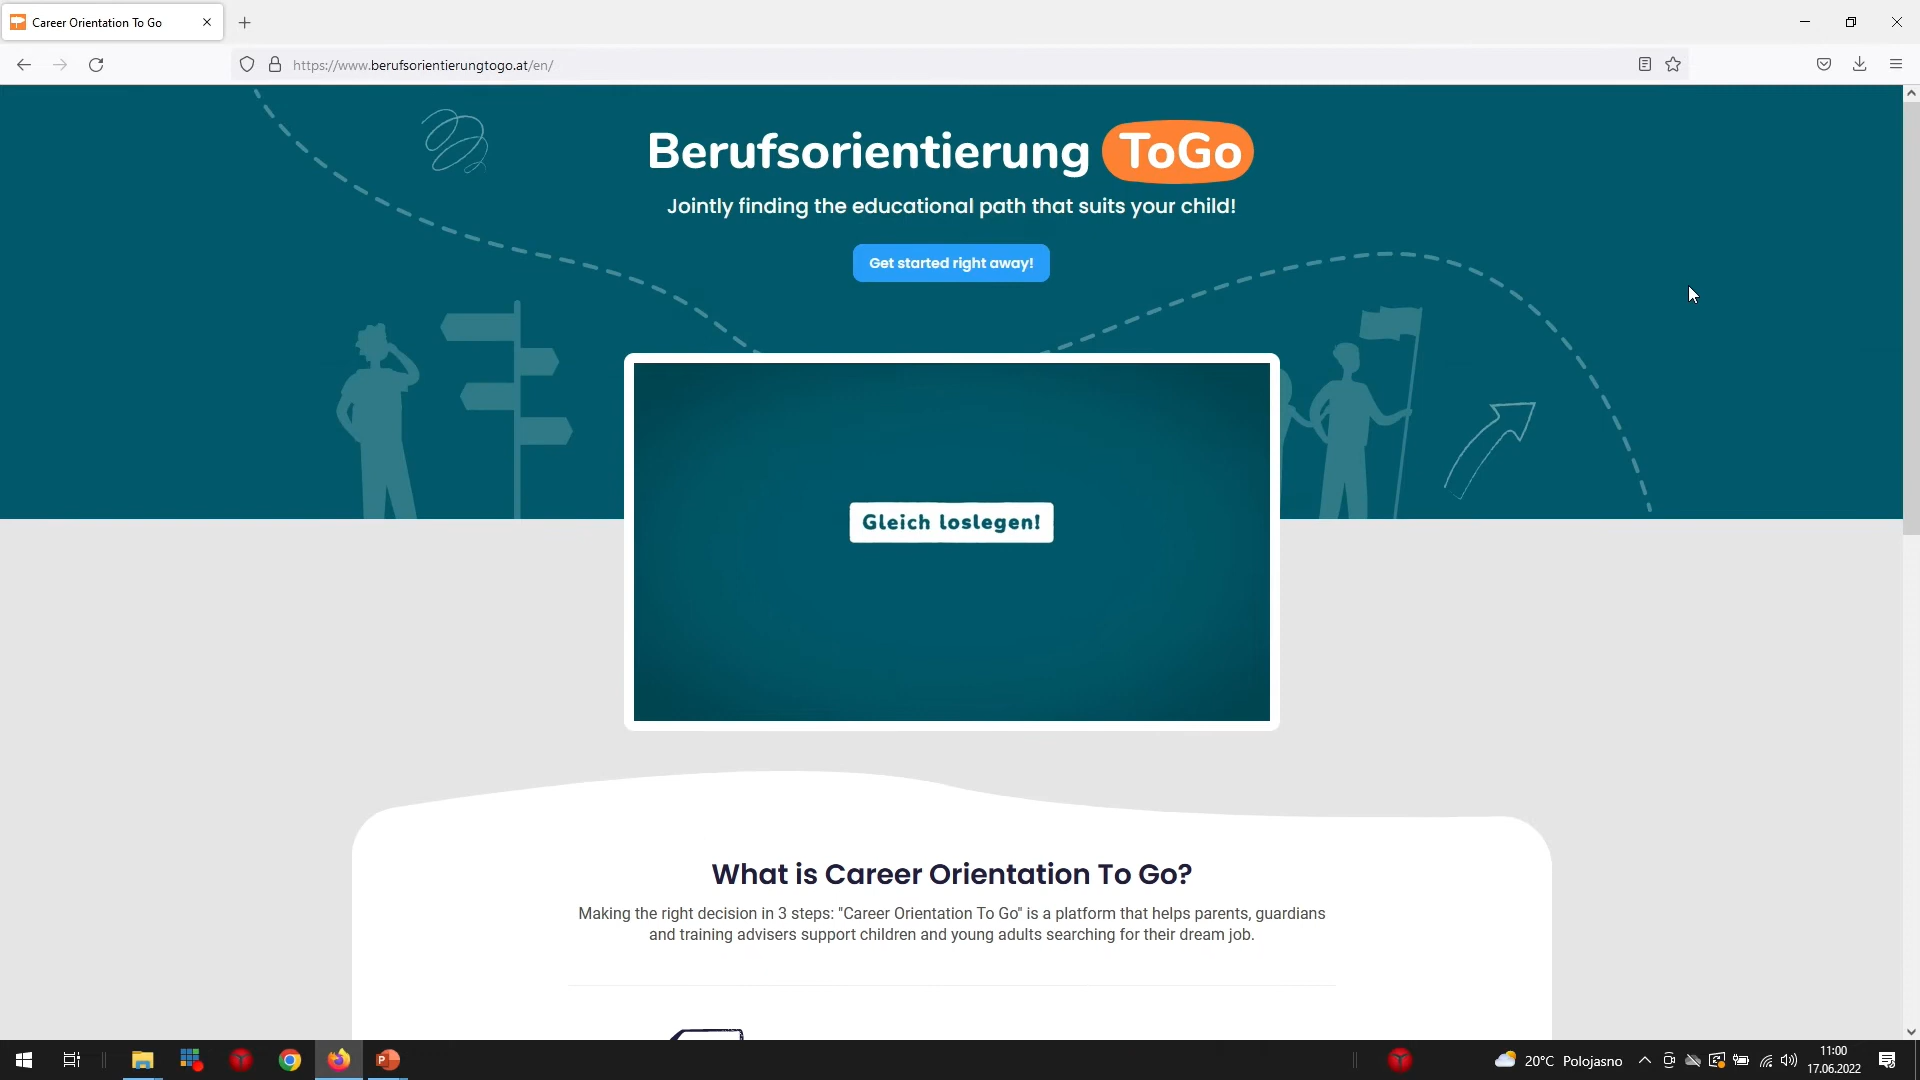 Career Orientation To Go
https://www.berufsorientierungtogo.at/en/
Berufsorientierung ToGo
Jointly finding the educational path that suits your child!
Get started right away!
Gleich loslegen!
What is Career Orientation To Go?
Making the right decision in 3 steps: "Career Orientation To Go" is a platform that helps parents, guardians
and training advisers support children and young adults searching for their dream job.
20°C Polojasno
11:00
17.06.2022